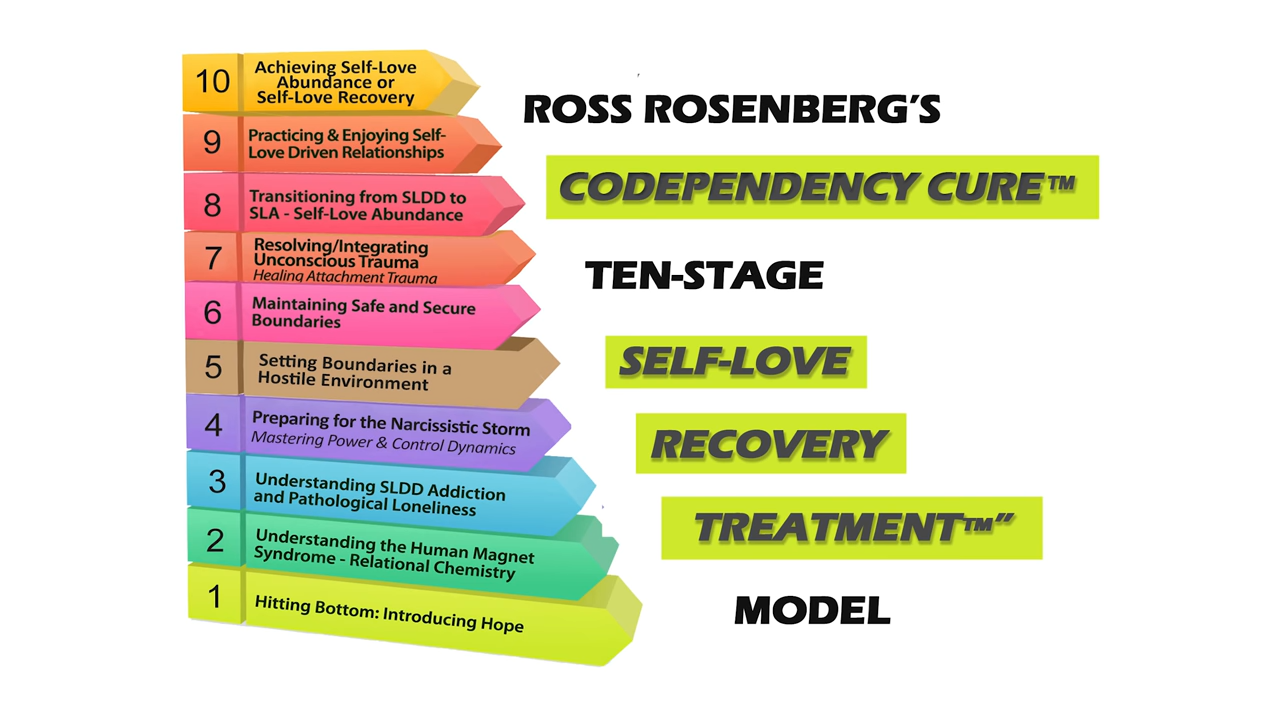 10
Achieving Self-Love
Abundance or
Self-Love Recovery
9
Practicing & Enjoying Self-
Love Driven Relationships
8
Transitioning from SLDD to
SLA - Self-Love Abundance
7
Resolving/Integrating
Unconscious Trauma
Healing Attachment Trauma
6
Maintaining Safe and Secure
Boundaries
5
Setting Boundaries in a
Hostile Environment
4
Preparing for the Narcissistic Storm
Mastering Power & Control Dynamics
3
Understanding SLDD Addiction
and Pathological Loneliness
2
Understanding the Human Magnet
Syndrome - Relational Chemistry
1
Hitting Bottom: Introducing Hope
ROSS ROSENBERG’S
CODEPENDENCY CURE™
TEN-STAGE
SELF-LOVE
RECOVERY
TREATMENT™”
MODEL